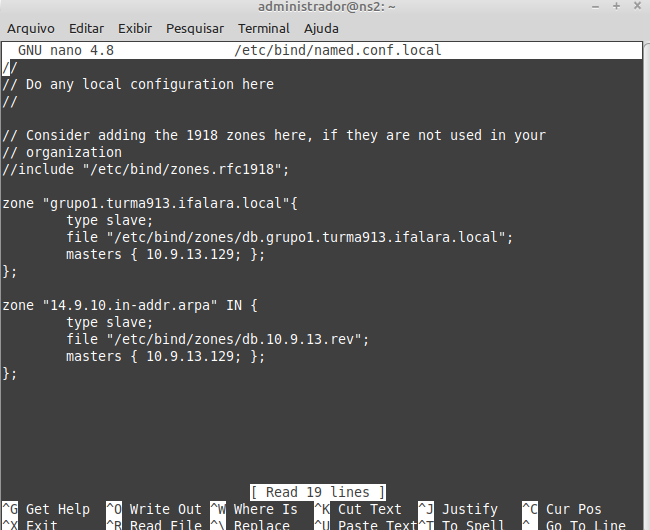 administrador@ns2: ~
Arquivo Editar Exibir Pesquisar Terminal Ajuda
GNU nano 4.8 /etc/bind/named.conf.local
//
// Do any local configuration here
//
// Consider adding the 1918 zones here, if they are not used in your
// organization
//include "/etc/bind/zones.rfc1918";
zone "grupo1.turma913.ifalara.local"{
type slave;
file "/etc/bind/zones/db.grupo1.turma913.ifalara.local";
masters { 10.9.13.129; };
};
zone "14.9.10.in-addr.arpa" IN {
type slave;
file "/etc/bind/zones/db.10.9.13.rev";
masters { 10.9.13.129; };
};
[ Read 19 lines ]
^G Get Help ^O Write Out ^W Where Is ^K Cut Text ^J Justify ^C Cur Pos
^X Exit ^R Read File ^\ Replace ^U Paste Text ^T To Spell ^_ Go To Line